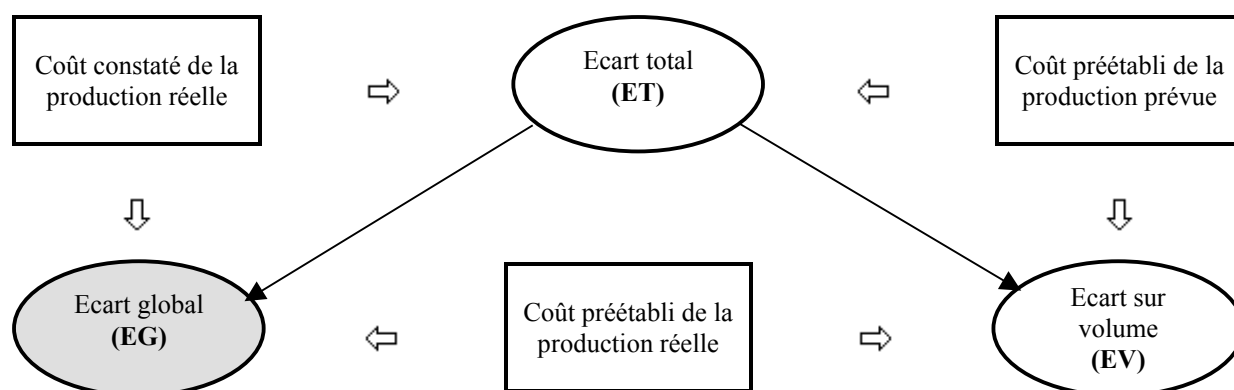 Coût constaté de la
production réelle
Ecart total
(ET)
Coût préétabli de la
production prévue
Ecart global
(EG)
Coût préétabli de la
production réelle
Ecart sur
volume
(EV)